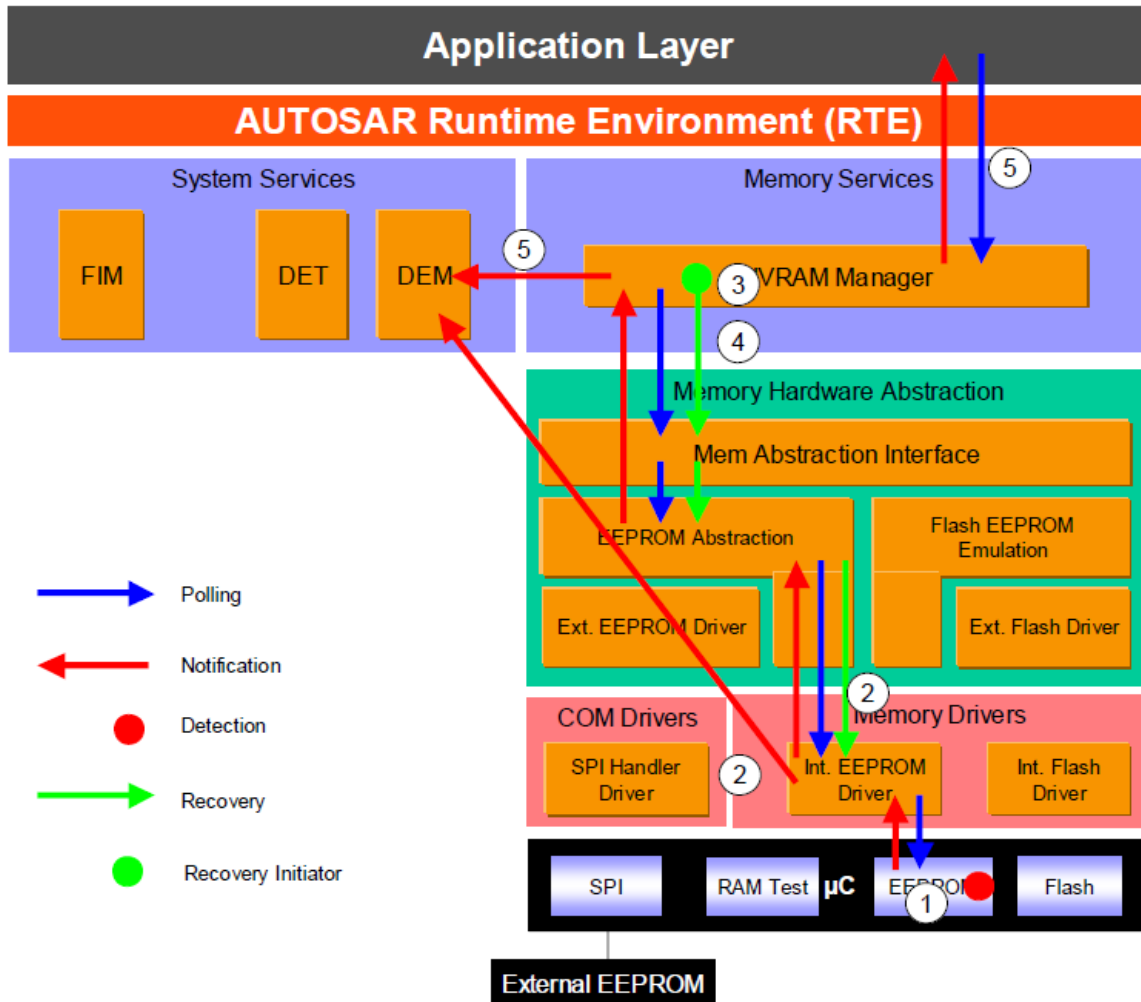 Application Layer
AUTOSAR Runtime Environment (RTE)
System Services
Memory Services
5
FIM
DET
DEM
5
3
VRAM Manager
4
Memory Hardware Abstraction
Mem Abstraction Interface
EEPROM Abstraction
Flash EEPROM
Emulation
Ext. EEPROM Driver
Ext. Flash Driver
2
COM Drivers
Memory Drivers
SPI Handler
Driver
2
Int. EEPROM
Driver
Int. Flash
Driver
SPI
RAM Test
µC
EEPROM
1
Flash
External EEPROM
Polling
Notification
Detection
Recovery
Recovery Initiator